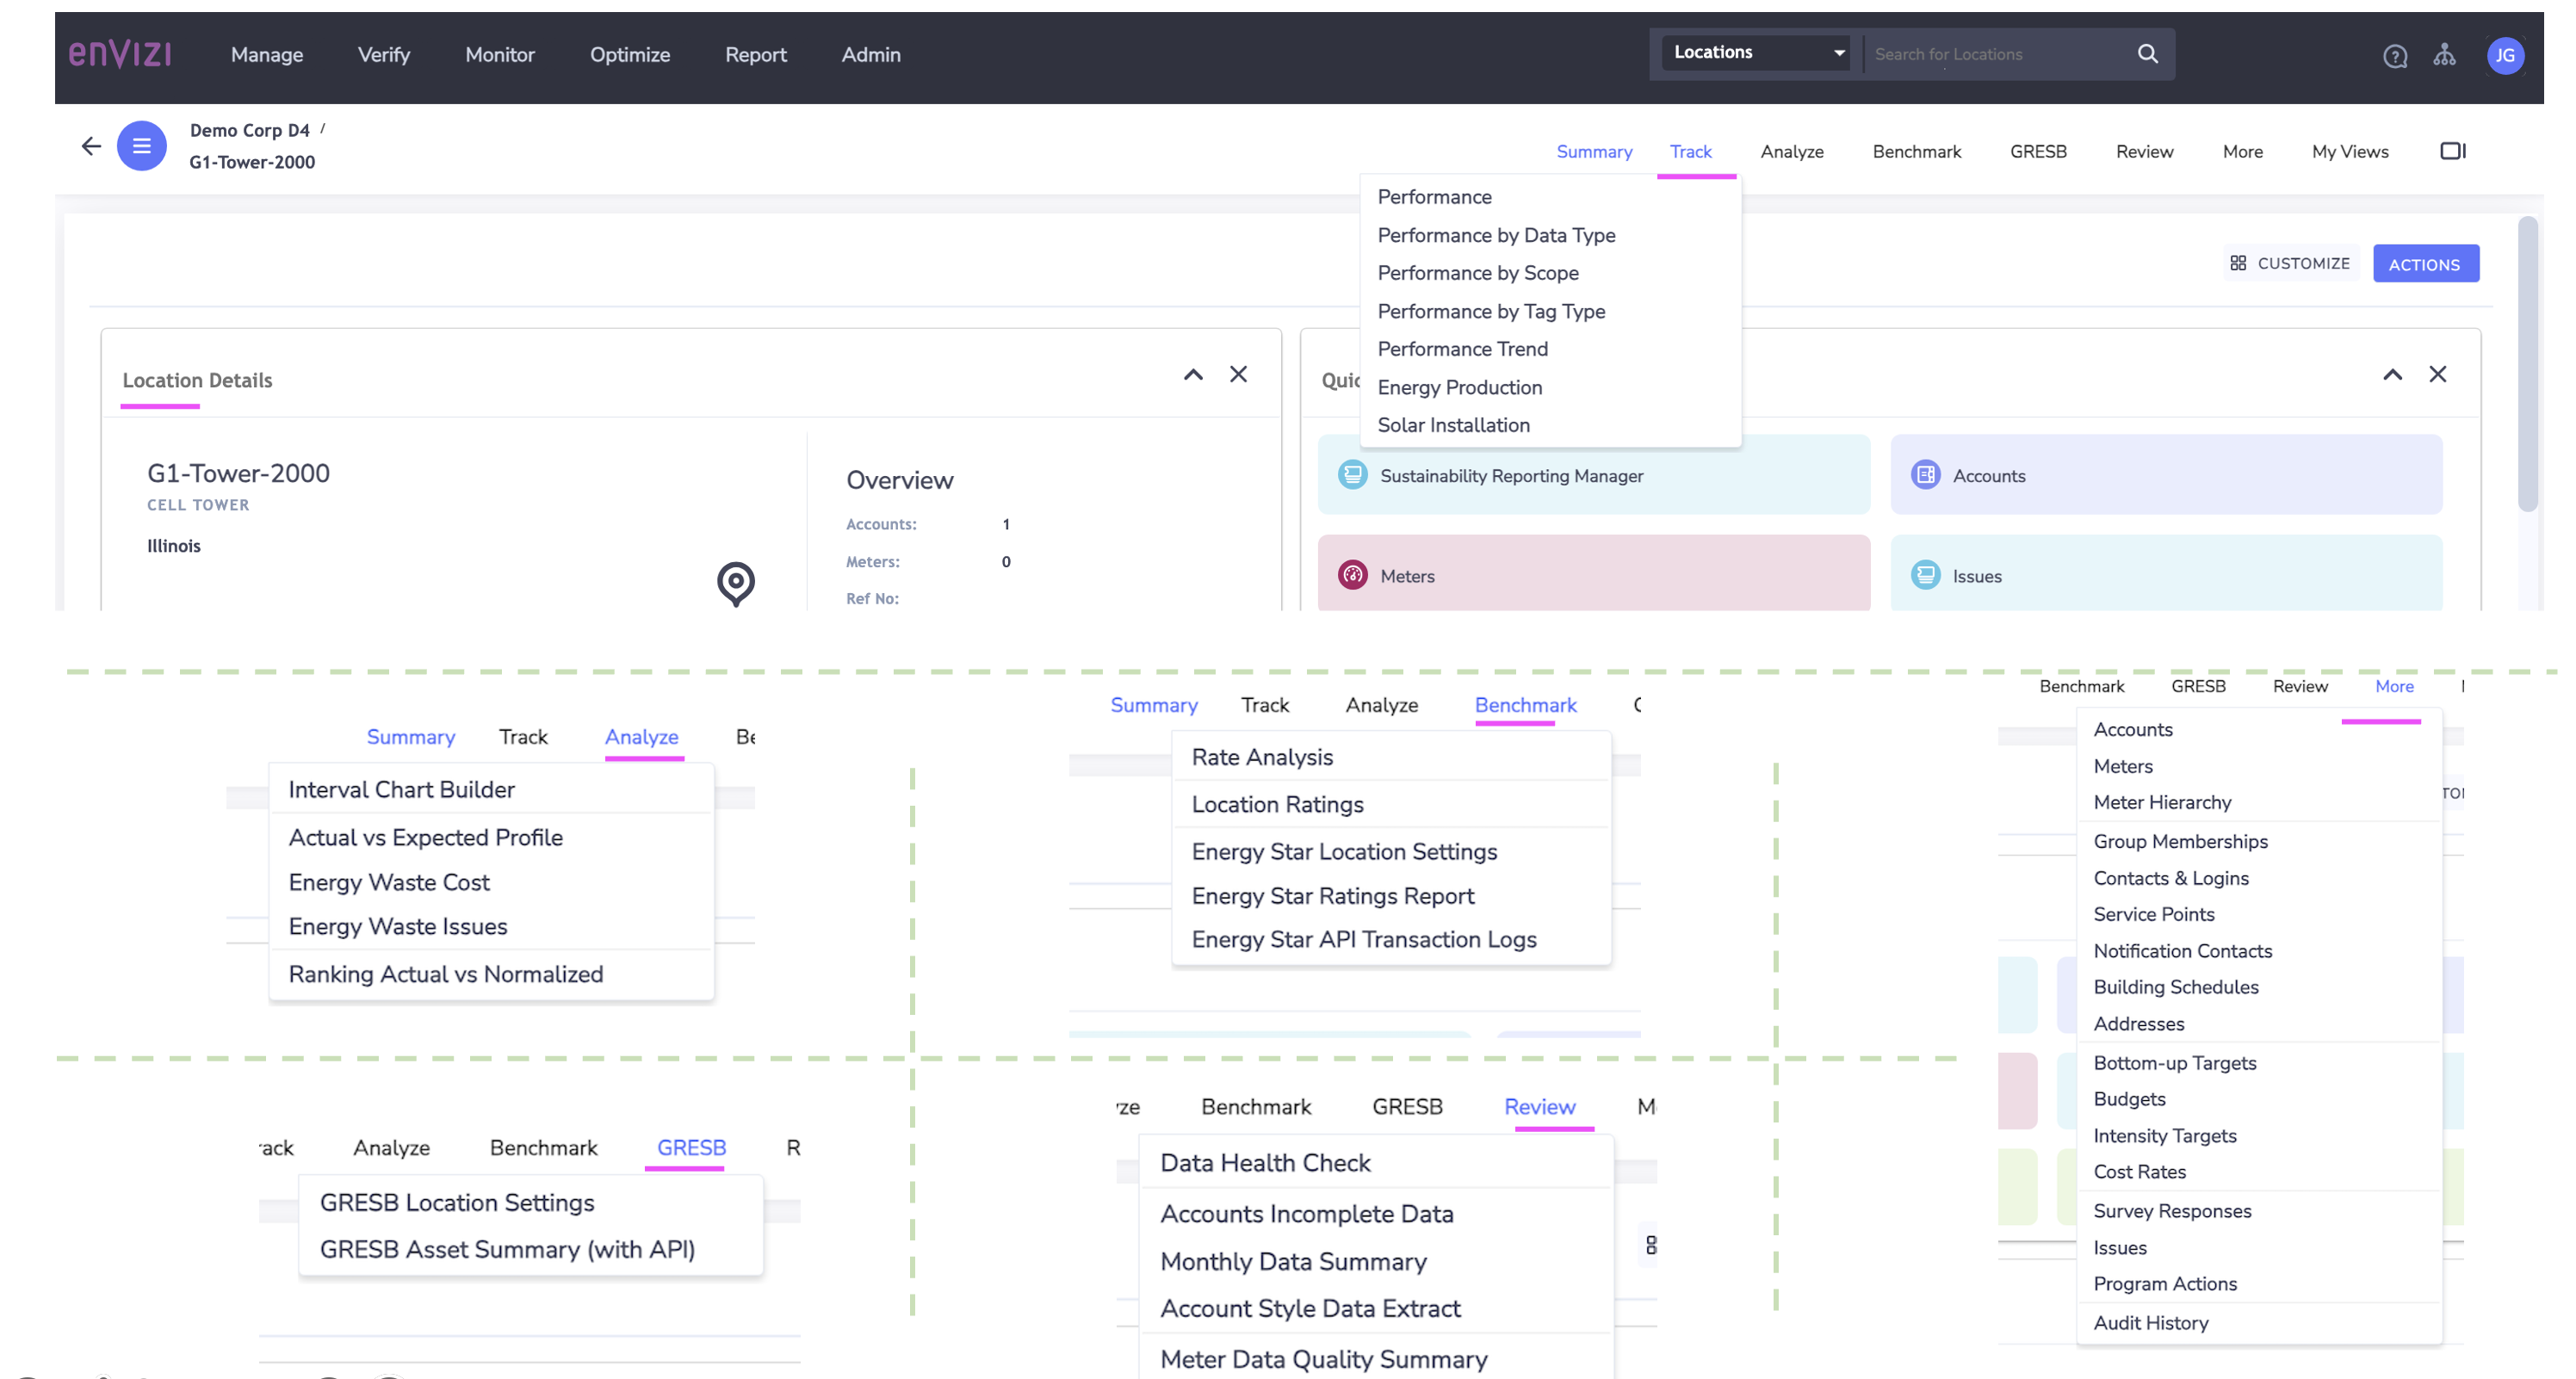 enVIZI Manage Verify Monitor Optimize Report Admin Locations Search for Locations JG
Demo Corp D4 /
G1-Tower-2000
Summary Track Analyze Benchmark GRESB Review More My Views
Performance
Performance by Data Type
Performance by Scope
Performance by Tag Type
Performance Trend
Energy Production
Solar Installation
CUSTOMIZE ACTIONS
Location Details
G1-Tower-2000
CELL TOWER
Illinois
Overview
Accounts: 1
Meters: 0
Ref No:
Quic
Sustainability Reporting Manager
Accounts
Meters
Issues
Summary Track Analyze
Interval Chart Builder
Actual vs Expected Profile
Energy Waste Cost
Energy Waste Issues
Ranking Actual vs Normalized
Summary Track Analyze Benchmark
Rate Analysis
Location Ratings
Energy Star Location Settings
Energy Star Ratings Report
Energy Star API Transaction Logs
Benchmark GRESB Review More
Accounts
Meters
Meter Hierarchy
Group Memberships
Contacts & Logins
Service Points
Notification Contacts
Building Schedules
Addresses
Bottom-up Targets
Budgets
Intensity Targets
Cost Rates
Survey Responses
Issues
Program Actions
Audit History
rack Analyze Benchmark GRESB R
GRESB Location Settings
GRESB Asset Summary (with API)
ze Benchmark GRESB Review M
Data Health Check
Accounts Incomplete Data
Monthly Data Summary
Account Style Data Extract
Meter Data Quality Summary